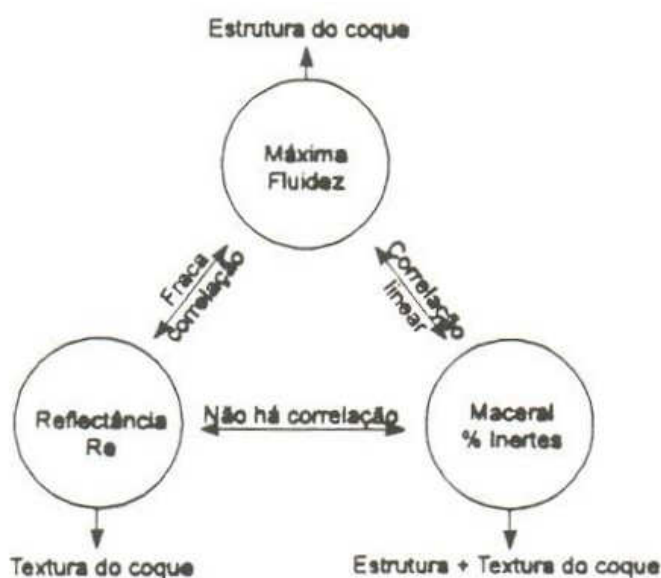 Estrutura do coque
Máxima
Fluidez
Fraca
correlação
Correlação
linear
Reflectância
Re
Não há correlação
Maceral
% Inertes
Textura do coque
Estrutura + Textura do coque